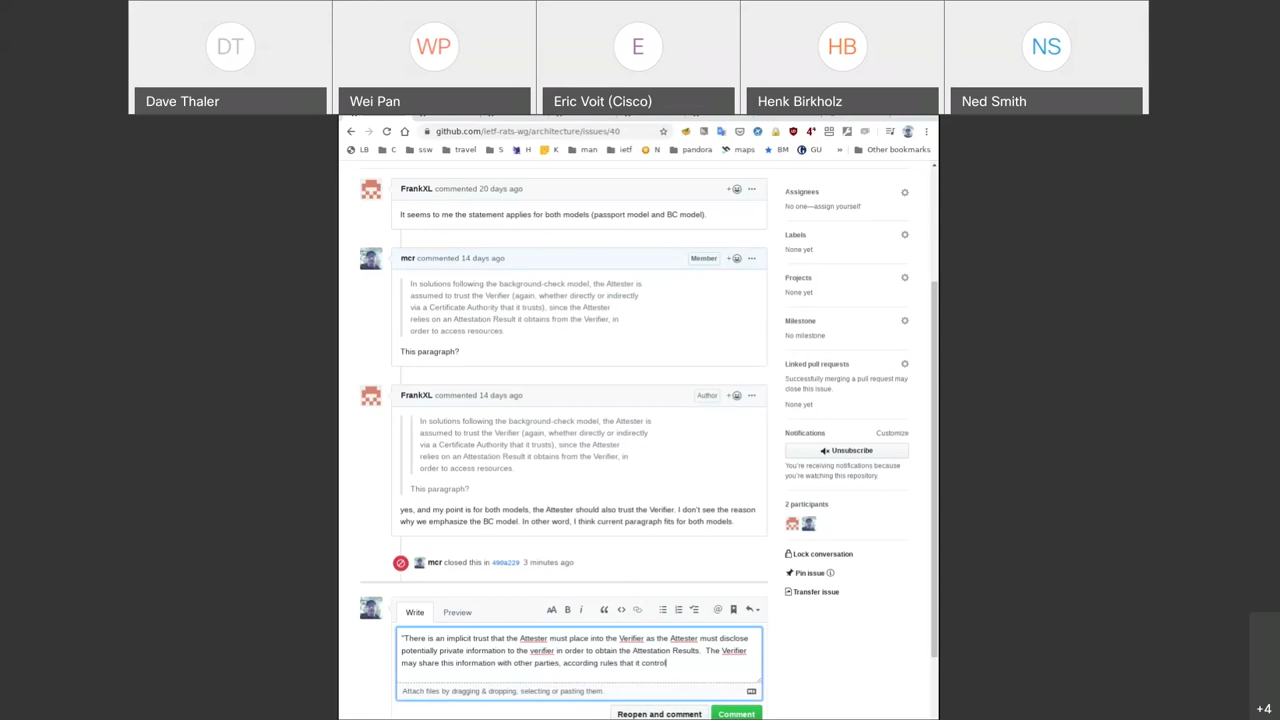 DT
WP
E
HB
NS
Dave Thaler
Wei Pan
Eric Voit (Cisco)
Henk Birkholz
Ned Smith
github.com/ietf-rats-wg/architecture/issues/40
LB
C
ssw
travel
S
H
K
man
ietf
N
pandora
maps
BM
GU
»
Other bookmarks
FrankXL commented 20 days ago
It seems to me the statement applies for both models (passport model and BC model).
mcr commented 14 days ago
Member
In solutions following the background-check model, the Attester is
assumed to trust the Verifier (again, whether directly or indirectly
via a Certificate Authority that it trusts), since the Attester
relies on an Attestation Result it obtains from the Verifier, in
order to access resources.
This paragraph?
FrankXL commented 14 days ago
Author
In solutions following the background-check model, the Attester is
assumed to trust the Verifier (again, whether directly or indirectly
via a Certificate Authority that it trusts), since the Attester
relies on an Attestation Result it obtains from the Verifier, in
order to access resources.
This paragraph?
yes, and my point is for both models, the Attester should also trust the Verifier. I don't see the reason
why we emphasize the BC model. In other word, I think current paragraph fits for both models.
mcr closed this in 490a229 3 minutes ago
Write
Preview
"There is an implicit trust that the Attester must place into the Verifier as the Attester must disclose
potentially private information to the verifier in order to obtain the Attestation Results. The Verifier
may share this information with other parties, according rules that it control
Attach files by dragging & dropping, selecting or pasting them.
Reopen and comment
Comment
Assignees
No one—assign yourself
Labels
None yet
Projects
None yet
Milestone
No milestone
Linked pull requests
Successfully merging a pull request may
close this issue.
None yet
Notifications
Customize
Unsubscribe
You're receiving notifications because
you're watching this repository.
2 participants
Lock conversation
Pin issue
Transfer issue
+4